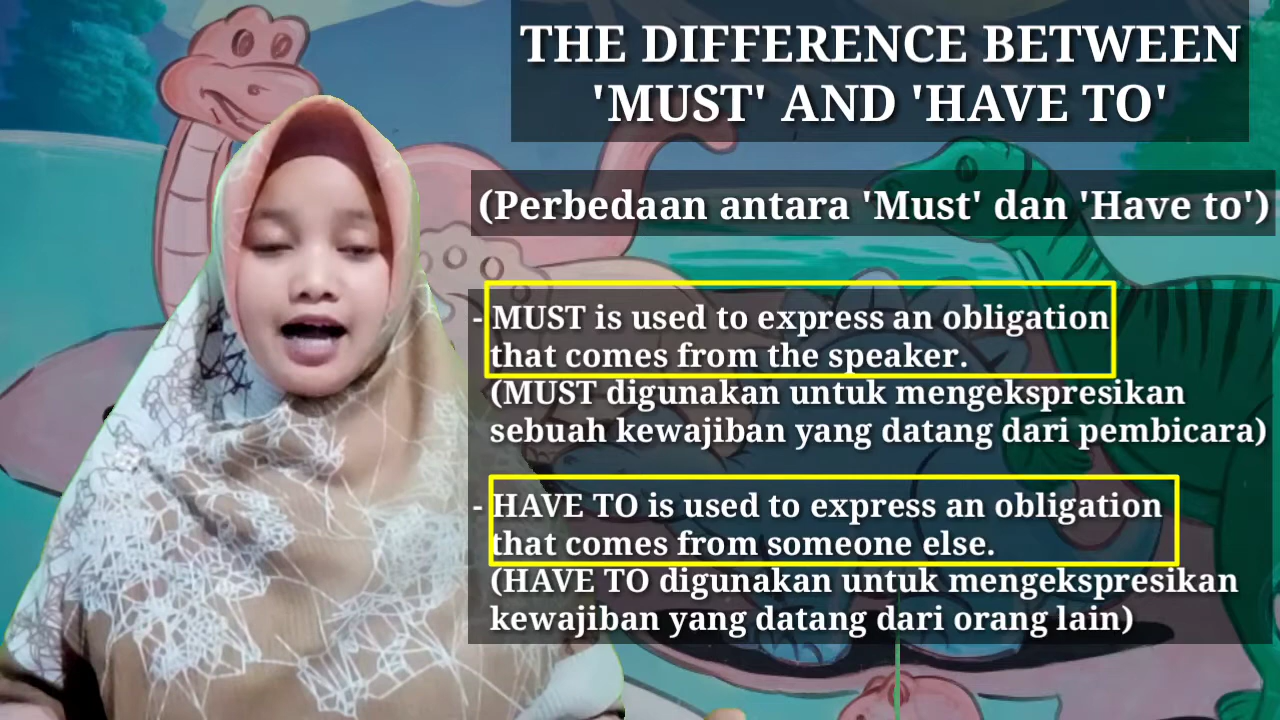 THE DIFFERENCE BETWEEN
'MUST' AND 'HAVE TO'
(Perbedaan antara 'Must' dan 'Have to')
- MUST is used to express an obligation
that comes from the speaker.
(MUST digunakan untuk mengekspresikan
sebuah kewajiban yang datang dari pembicara)
- HAVE TO is used to express an obligation
that comes from someone else.
(HAVE TO digunakan untuk mengekspresikan
kewajiban yang datang dari orang lain)